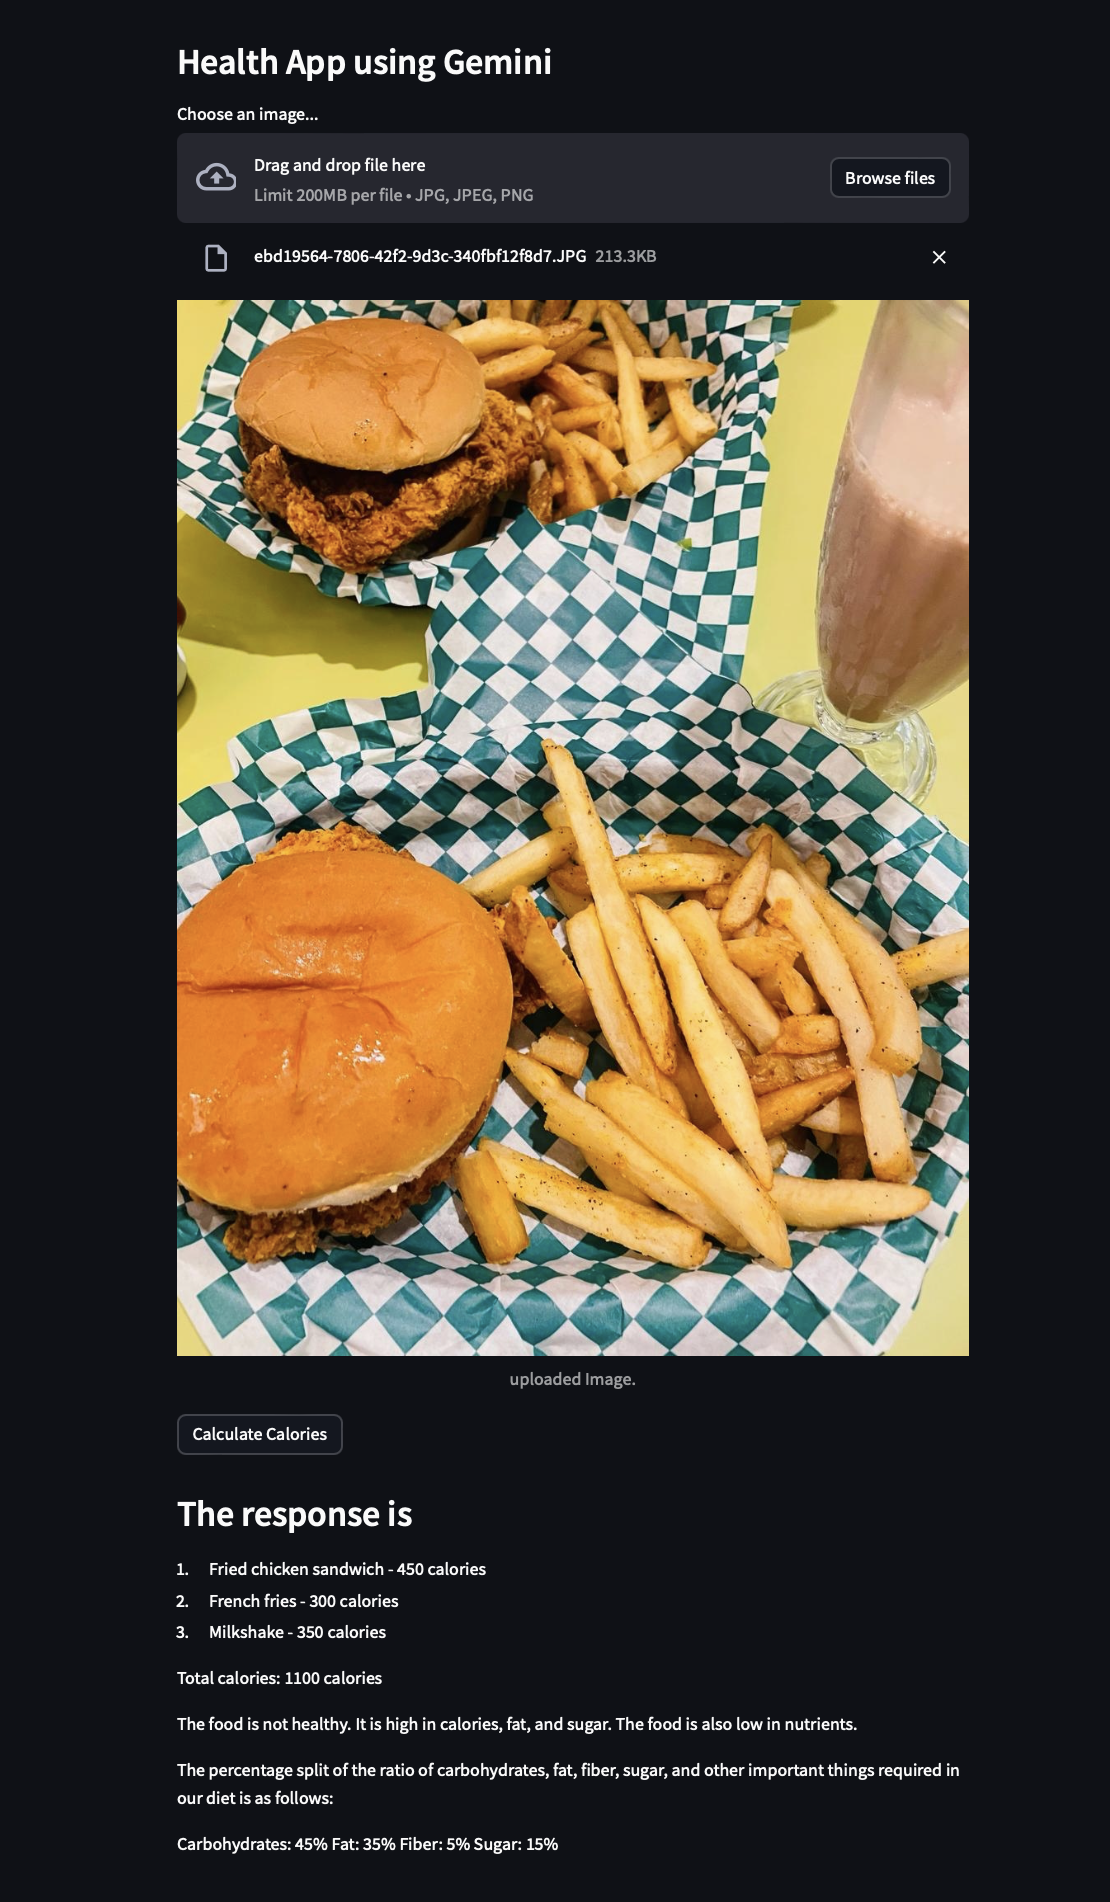 Health App using Gemini
Choose an image...
Drag and drop file here
Limit 200MB per file • JPG, JPEG, PNG
Browse files
ebd19564-7806-42f2-9d3c-340fbf12f8d7.JPG 213.3KB
uploaded Image.
Calculate Calories
The response is
1. Fried chicken sandwich - 450 calories
2. French fries - 300 calories
3. Milkshake - 350 calories
Total calories: 1100 calories
The food is not healthy. It is high in calories, fat, and sugar. The food is also low in nutrients.
The percentage split of the ratio of carbohydrates, fat, fiber, sugar, and other important things required in
our diet is as follows:
Carbohydrates: 45% Fat: 35% Fiber: 5% Sugar: 15%